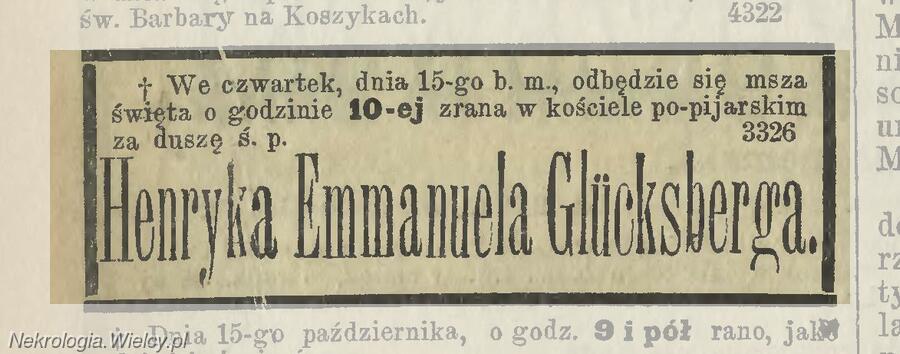 św. Barbary na Koszykach. 4322
† We czwartek, dnia 15-go b. m., odbędzie się msza
święta o godzinie 10-ej zrana w kościele po-pijarskim
za duszę ś. p. 3326
Henryka Emmanuela Glücksberga.
† Dnia 15-go października, o godz. 9 i pół rano, jako
Nekrologia.Wielcy.pl